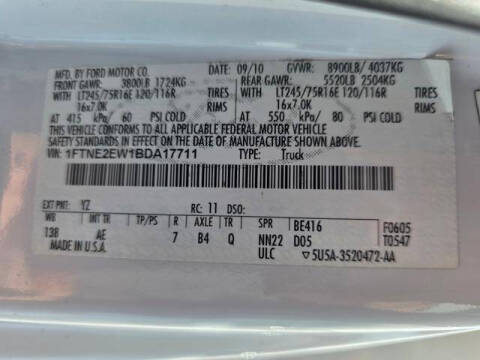 MFD. BY FORD MOTOR CO. 09/10 GVWR: 8900LB/ 4037KG
FRONT GAWR: 3800LB 1724KG REAR GAWR: 5520LB 2504KG
WITH LT245/75R16E 120/116R TIRES WITH LT245/75R16E 120/116R TIRES
16x7.0K RIMS 16x7.0K RIMS
AT 415 kPa/ 60 PSI COLD AT 550 kPa/ 80 PSI COLD
THIS VEHICLE CONFORMS TO ALL APPLICABLE FEDERAL MOTOR VEHICLE
SAFETY STANDARDS IN EFFECT ON THE DATE OF MANUFACTURE SHOWN ABOVE.
VIN: 1FTNE2EW1BDA17711 TYPE: Truck
EXT PNT: YZ RC: 11 DSO:
WB INT TR TP/PS R AXLE TR SPR BE416 F0605
138 AE 7 B4 Q NN22 D05 T0547
MADE IN U.S.A. ULC ▽5U5A-3520472-AA